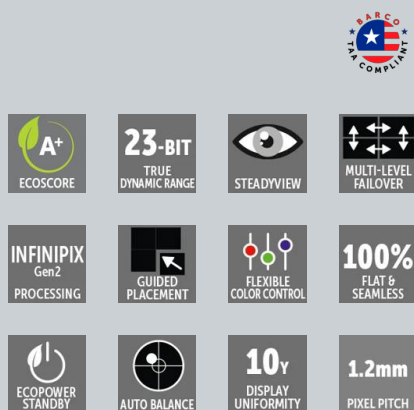 BARCO
TAA COMPLIANT
A+
ECOSCORE
23-BIT
TRUE
DYNAMIC RANGE
STEADYVIEW
MULTI-LEVEL
FAILOVER
INFINIPIX
Gen2
PROCESSING
GUIDED
PLACEMENT
FLEXIBLE
COLOR CONTROL
100%
FLAT &
SEAMLESS
ECOPOWER
STANDBY
AUTO BALANCE
10Y
DISPLAY
UNIFORMITY
1.2mm
PIXEL PITCH